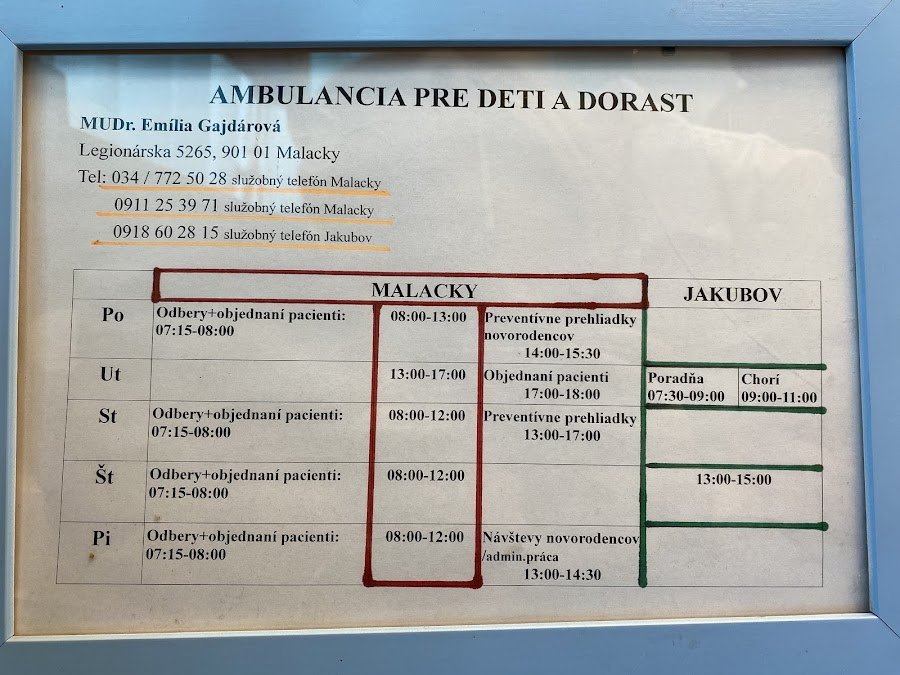 AMBULANCIA PRE DETI A DORAST
MUDr. Emília Gajdárová
Legionárska 5265, 901 01 Malacky
Tel: 034 / 772 50 28 služobný telefón Malacky
0911 25 39 71 služobný telefón Malacky
0918 60 28 15 služobný telefón Jakubov
MALACKY
JAKUBOV
Po
Odbery+objednaní pacienti:
07:15-08:00
08:00-13:00
Preventívne prehliadky
novorodencov
14:00-15:30
Ut
13:00-17:00
Objednaní pacienti
17:00-18:00
Poradňa
07:30-09:00
Chorí
09:00-11:00
St
Odbery+objednaní pacienti:
07:15-08:00
08:00-12:00
Preventívne prehliadky
13:00-17:00
Št
Odbery+objednaní pacienti:
07:15-08:00
08:00-12:00
13:00-15:00
Pi
Odbery+objednaní pacienti:
07:15-08:00
08:00-12:00
Návštevy novorodencov
/admin.práca
13:00-14:30